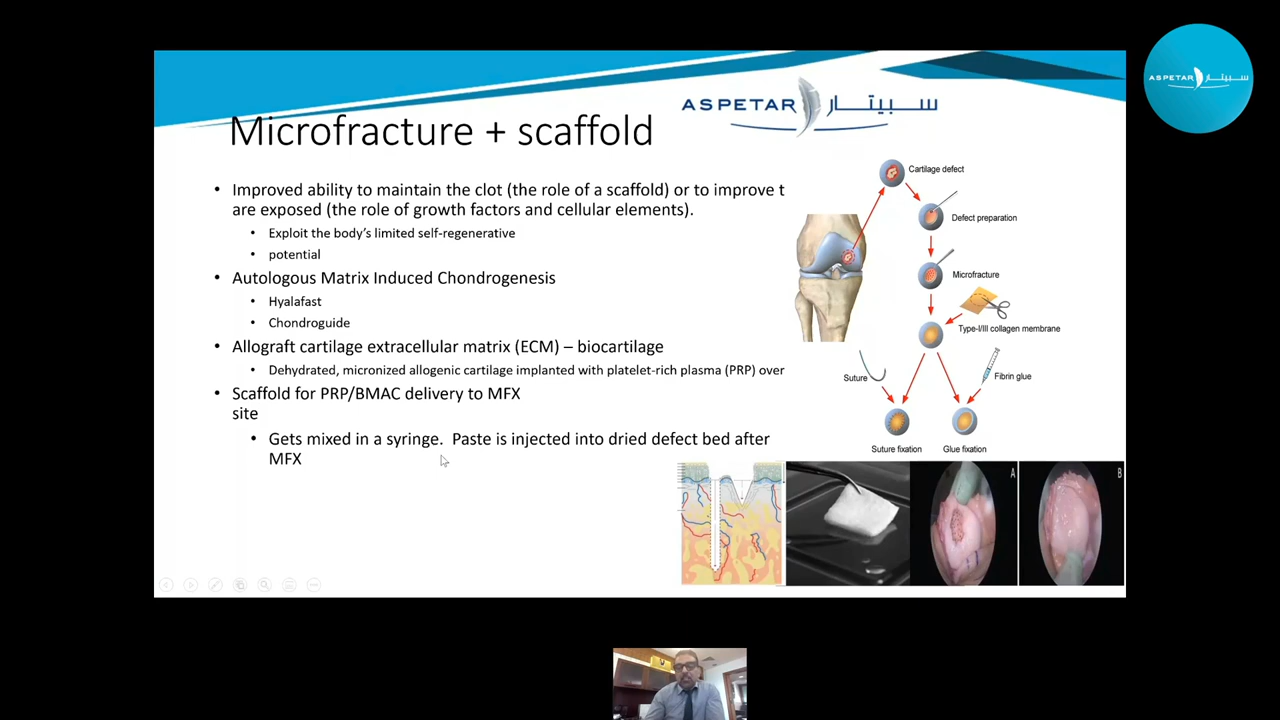 ASPETAR سبيتار
ASPETAR سبيتار
Microfracture + scaffold
• Improved ability to maintain the clot (the role of a scaffold) or to improve t
are exposed (the role of growth factors and cellular elements).
• Exploit the body's limited self-regenerative
• potential
• Autologous Matrix Induced Chondrogenesis
• Hyalafast
• Chondroguide
• Allograft cartilage extracellular matrix (ECM) – biocartilage
• Dehydrated, micronized allogenic cartilage implanted with platelet-rich plasma (PRP) over
• Scaffold for PRP/BMAC delivery to MFX
site
• Gets mixed in a syringe. Paste is injected into dried defect bed after
MFX
Cartilage defect
Defect preparation
Microfracture
Type-I/III collagen membrane
Suture
Fibrin glue
Suture fixation
Glue fixation
A
B